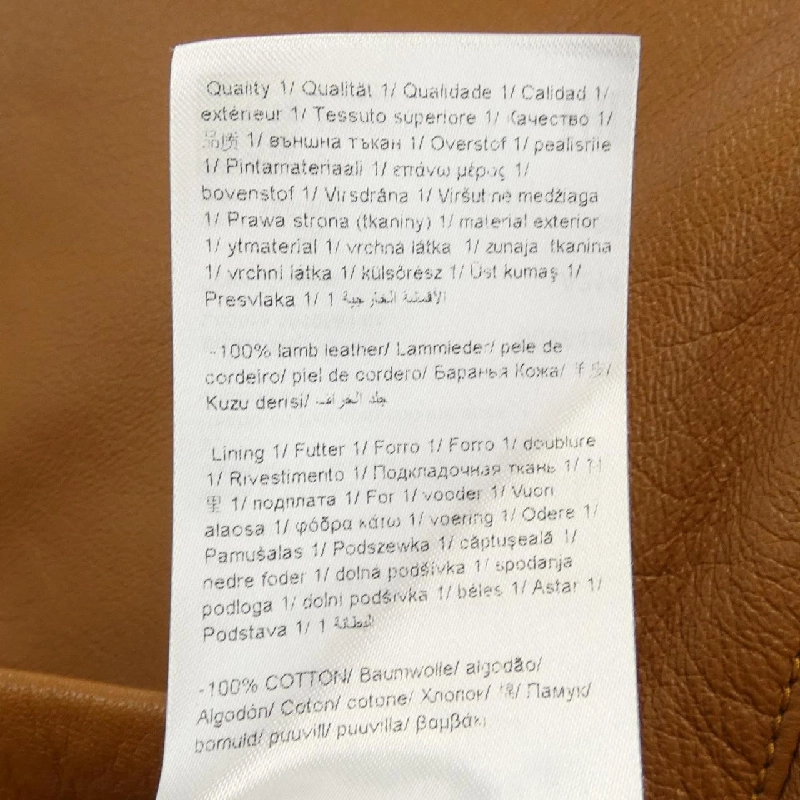 Quality 1/ Qualität 1/ Qualidade 1/ Calidad 1/
extérieur 1/ Tessuto superiore 1/ Качество 1/
品质 1/ външна тъкан 1/ Overstof 1/ pealisriie
1/ Pintamateriaali 1/ επάνω μέρος 1/
bovenstof 1/ Virsdrāna 1/ Viršutinė medžiaga
1/ Prawa strona (tkaniny) 1/ material exterior
1/ ytmaterial 1/ vrchná látka 1/ zunaja tkanina
1/ vrchní látka 1/ külsőrész 1/ Üst kumaş 1/
Presvlaka 1/ 1 الأقمشة الخارجية
-100% lamb leather/ Lammleder/ pele de
cordeiro/ piel de cordero/ Баранья Кожа/ 羊皮/
Kuzu derisi/ جلد الخراف
Lining 1/ Futter 1/ Forro 1/ Forro 1/ doublure
1/ Rivestimento 1/ Подкладочная ткань 1/
里 1/ подплата 1/ For 1/ vooder 1/ Vuori
alaosa 1/ φόδρα κάτω 1/ voering 1/ Odere 1/
Pamušalas 1/ Podszewka 1/ căptuşeală 1/
nedre foder 1/ dolná podšívka 1/ spodanja
podloga 1/ dolní podšívka 1/ béles 1/ Astar 1/
Podstava 1/ 1 البطانة
-100% COTTON/ Baumwolle/ algodão/
Algodón/ Coton/ cotone/ Хлопок/ 棉/ Памук/
bomuld/ puuvill/ puuvilla/ βαμβάκι